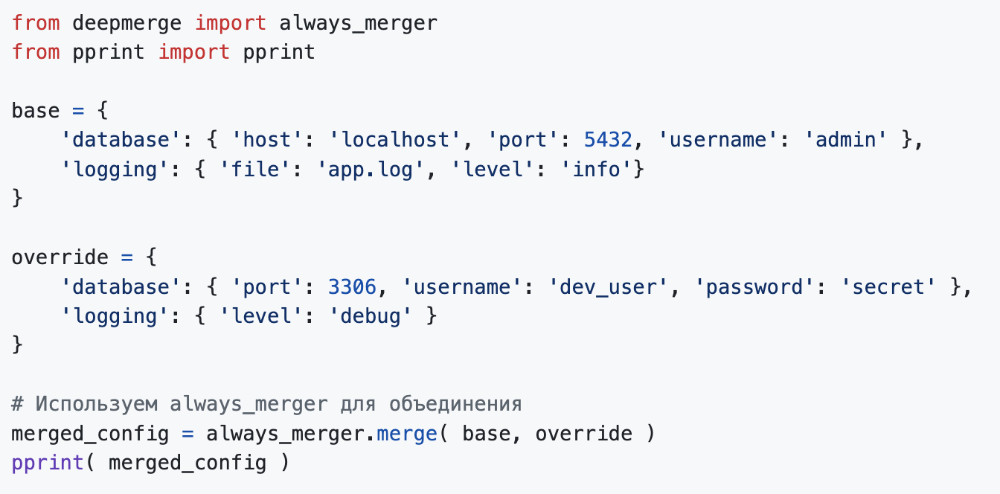 from deepmerge import always_merger
from pprint import pprint

base = {
    'database': { 'host': 'localhost', 'port': 5432, 'username': 'admin' },
    'logging': { 'file': 'app.log', 'level': 'info'}
}

override = {
    'database': { 'port': 3306, 'username': 'dev_user', 'password': 'secret' },
    'logging': { 'level': 'debug' }
}

# Используем always_merger для объединения
merged_config = always_merger.merge( base, override )
pprint( merged_config )